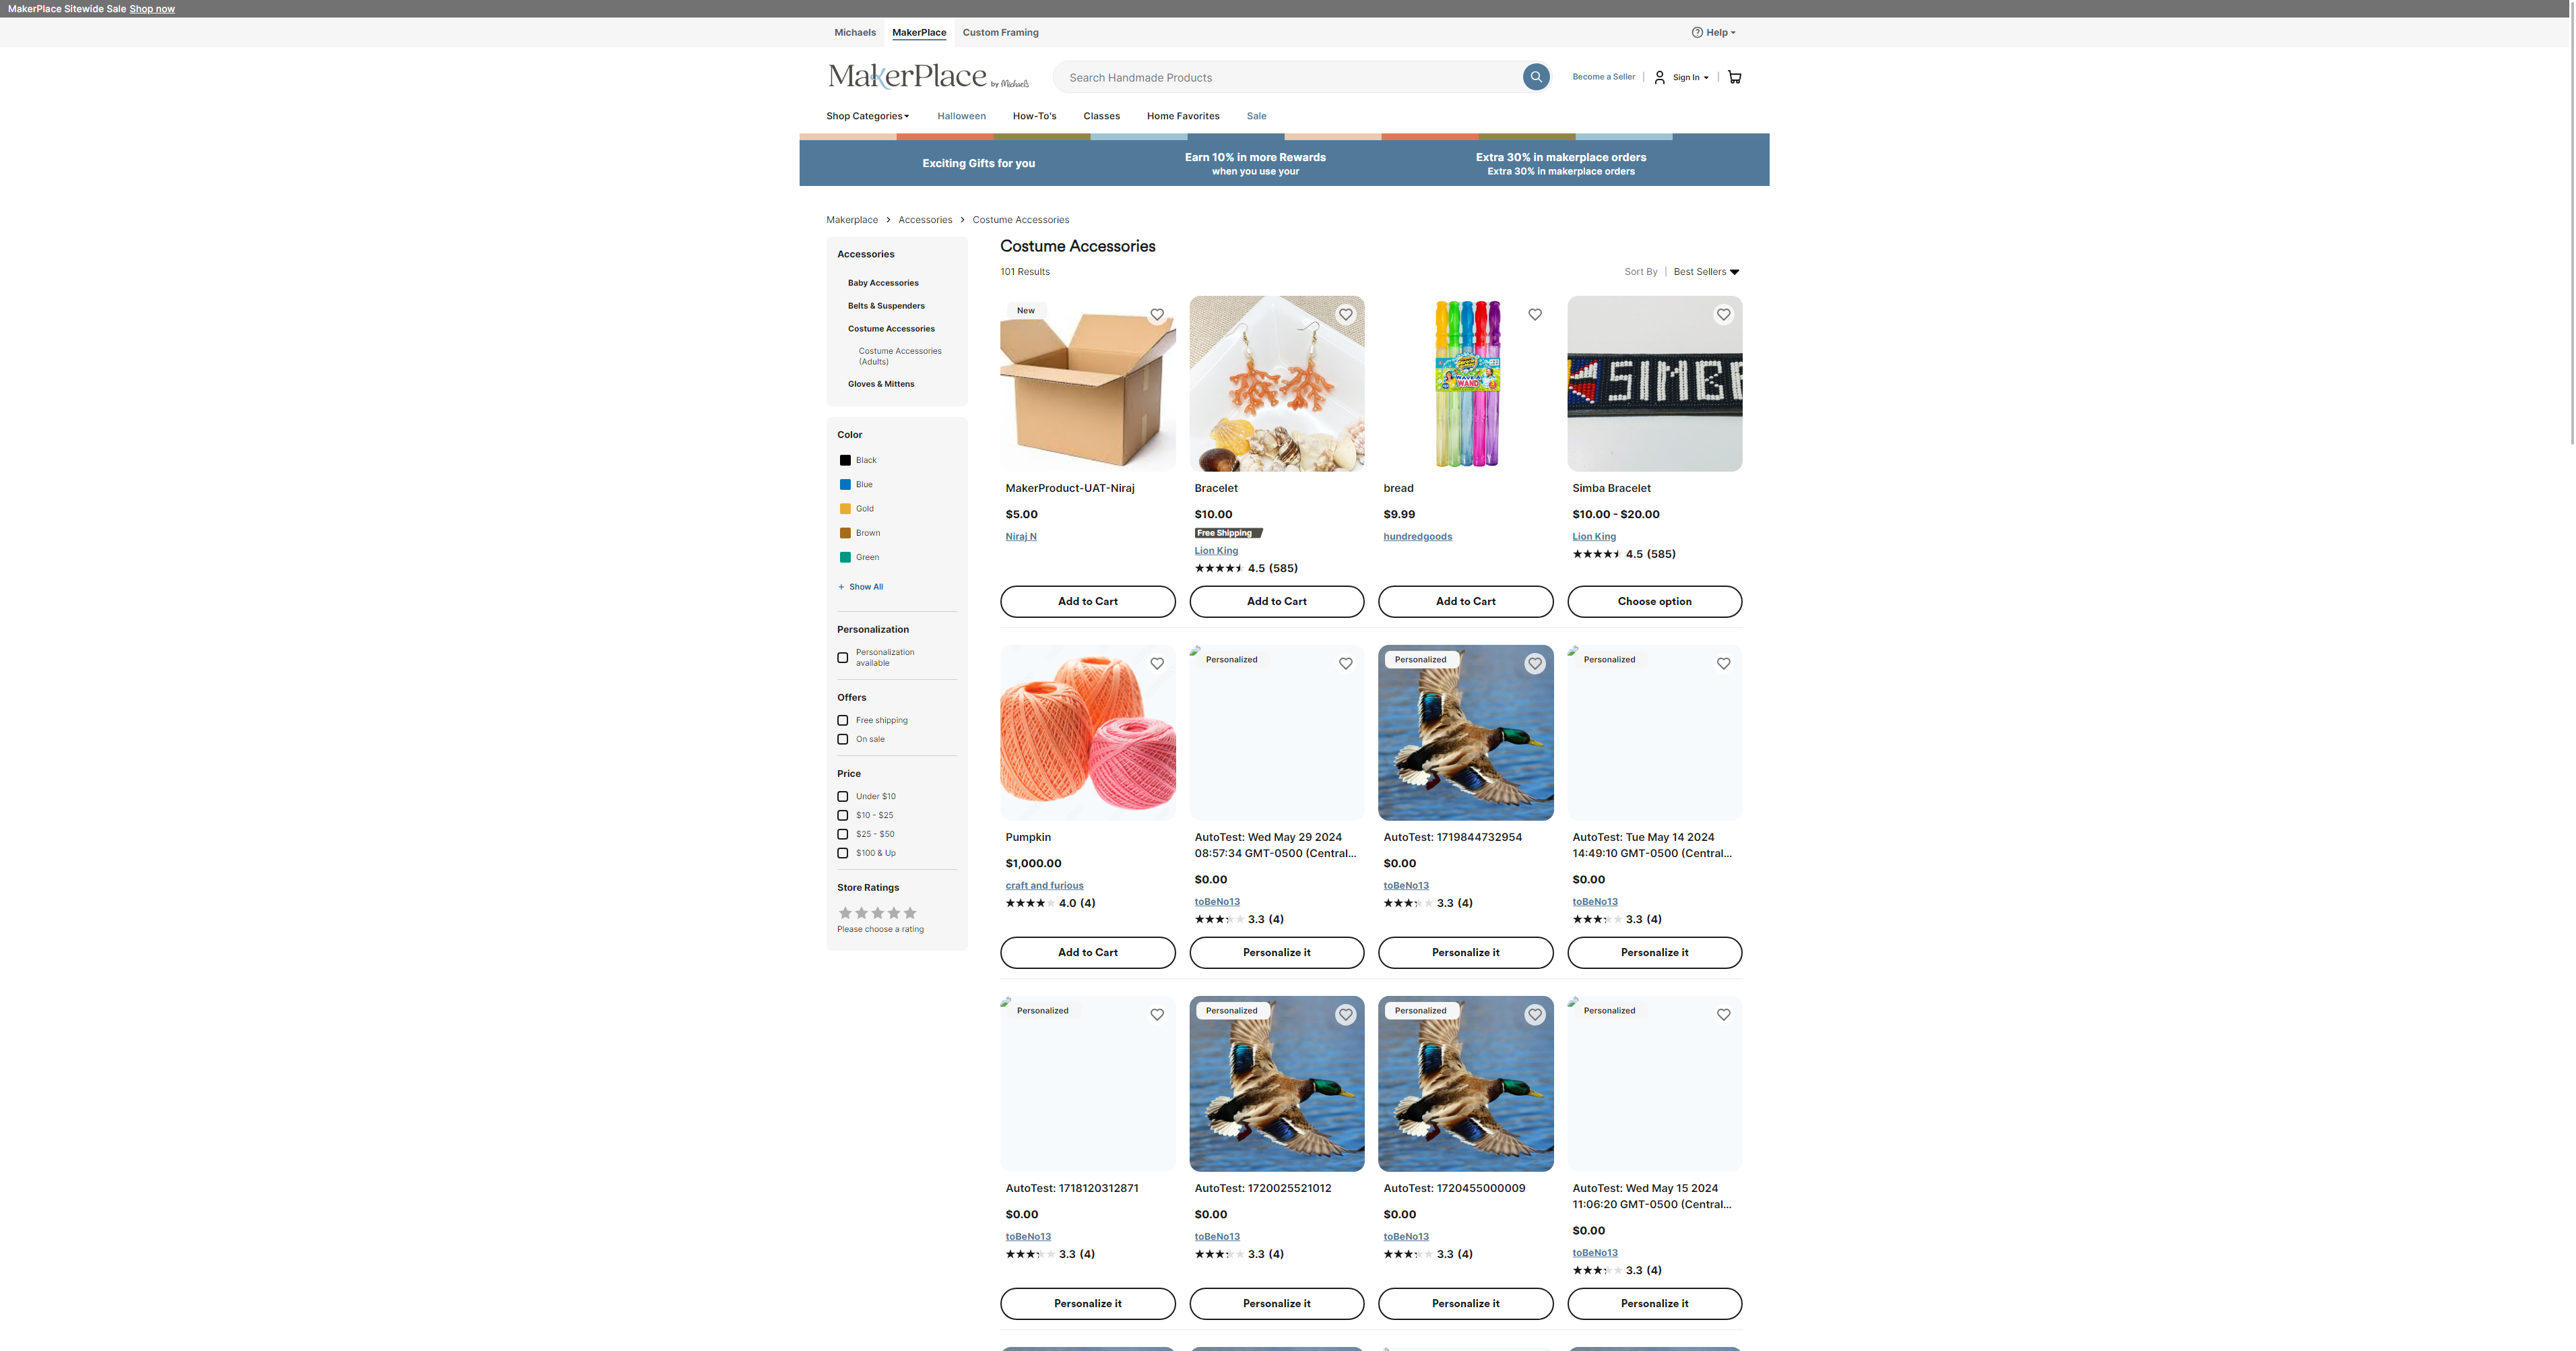 MakerPlace Sitewide Sale Shop now
Michaels MakerPlace Custom Framing
Help
MakerPlace by Michaels
Search Handmade Products
Become a Seller
Sign In
Shop Categories Halloween How-To's Classes Home Favorites Sale
Exciting Gifts for you
Earn 10% in more Rewards
when you use your
Extra 30% in makerplace orders
Extra 30% in makerplace orders
Makerplace > Accessories > Costume Accessories
Accessories
Baby Accessories
Belts & Suspenders
Costume Accessories
Costume Accessories
(Adults)
Gloves & Mittens
Color
Black
Blue
Gold
Brown
Green
+ Show All
Personalization
Personalization
available
Offers
Free shipping
On sale
Price
Under $10
$10 - $25
$25 - $50
$100 & Up
Store Ratings
Please choose a rating
Costume Accessories
101 Results
Sort By | Best Sellers
New
MakerProduct-UAT-Niraj
$5.00
Niraj N
Add to Cart
Bracelet
$10.00
Free Shipping
Lion King
4.5 (585)
Add to Cart
WAND
bread
$9.99
hundredgoods
Add to Cart
SIMB
Simba Bracelet
$10.00 - $20.00
Lion King
4.5 (585)
Choose option
Pumpkin
$1,000.00
craft and furious
4.0 (4)
Add to Cart
Personalized
AutoTest: Wed May 29 2024
08:57:34 GMT-0500 (Central...
$0.00
toBeNo13
3.3 (4)
Personalize it
Personalized
AutoTest: 1719844732954
$0.00
toBeNo13
3.3 (4)
Personalize it
Personalized
AutoTest: Tue May 14 2024
14:49:10 GMT-0500 (Central...
$0.00
toBeNo13
3.3 (4)
Personalize it
Personalized
AutoTest: 1718120312871
$0.00
toBeNo13
3.3 (4)
Personalize it
Personalized
AutoTest: 1720025521012
$0.00
toBeNo13
3.3 (4)
Personalize it
Personalized
AutoTest: 1720455000009
$0.00
toBeNo13
3.3 (4)
Personalize it
Personalized
AutoTest: Wed May 15 2024
11:06:20 GMT-0500 (Central...
$0.00
toBeNo13
3.3 (4)
Personalize it